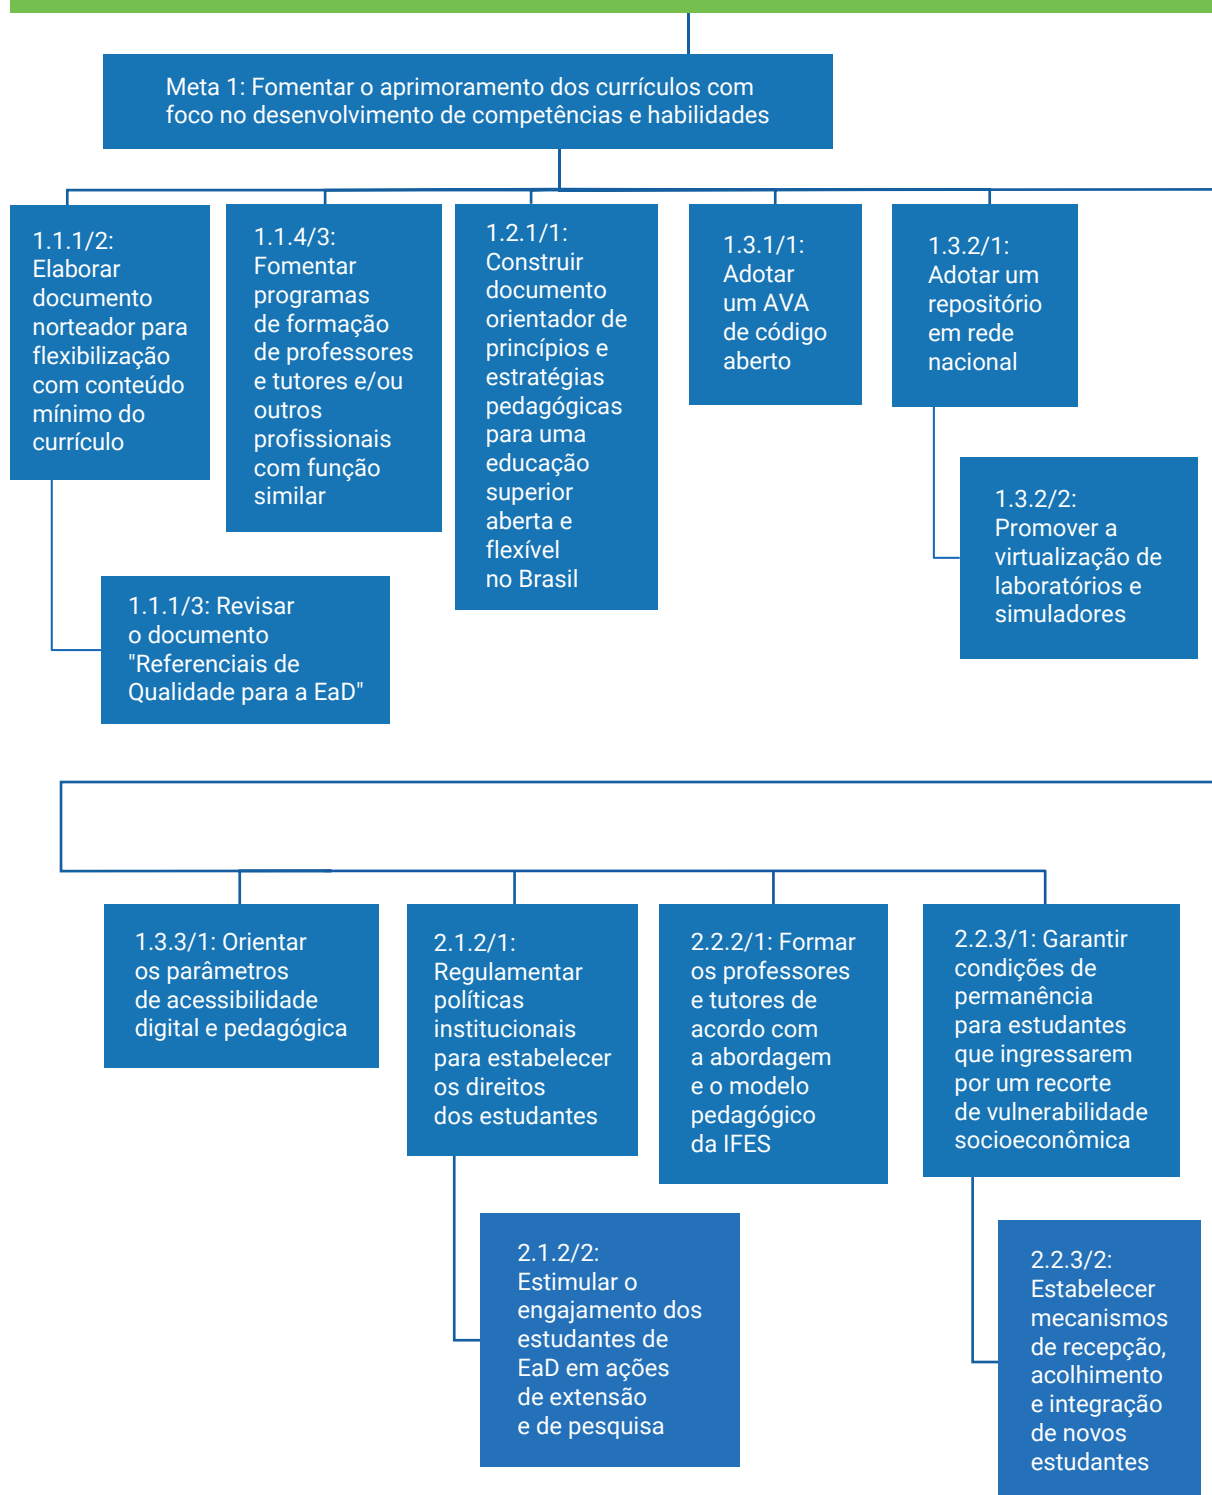 Meta 1: Fomentar o aprimoramento dos currículos com
foco no desenvolvimento de competências e habilidades
1.1.1/2:
Elaborar
documento
norteador para
flexibilização
com conteúdo
mínimo do
currículo
1.1.4/3:
Fomentar
programas
de formação
de professores
e tutores e/ou
outros
profissionais
com função
similar
1.2.1/1:
Construir
documento
orientador de
princípios e
estratégias
pedagógicas
para uma
educação
superior
aberta e
flexível
no Brasil
1.3.1/1:
Adotar
um AVA
de código
aberto
1.3.2/1:
Adotar um
repositório
em rede
nacional
1.3.2/2:
Promover a
virtualização de
laboratórios e
simuladores
1.1.1/3: Revisar
o documento
"Referenciais de
Qualidade para a EaD"
1.3.3/1: Orientar
os parâmetros
de acessibilidade
digital e pedagógica
2.1.2/1:
Regulamentar
políticas
institucionais
para estabelecer
os direitos
dos estudantes
2.2.2/1: Formar
os professores
e tutores de
acordo com
a abordagem
e o modelo
pedagógico
da IFES
2.2.3/1: Garantir
condições de
permanência
para estudantes
que ingressarem
por um recorte
de vulnerabilidade
socioeconômica
2.1.2/2:
Estimular o
engajamento dos
estudantes de
EaD em ações
de extensão
e de pesquisa
2.2.3/2:
Estabelecer
mecanismos
de recepção,
acolhimento
e integração
de novos
estudantes